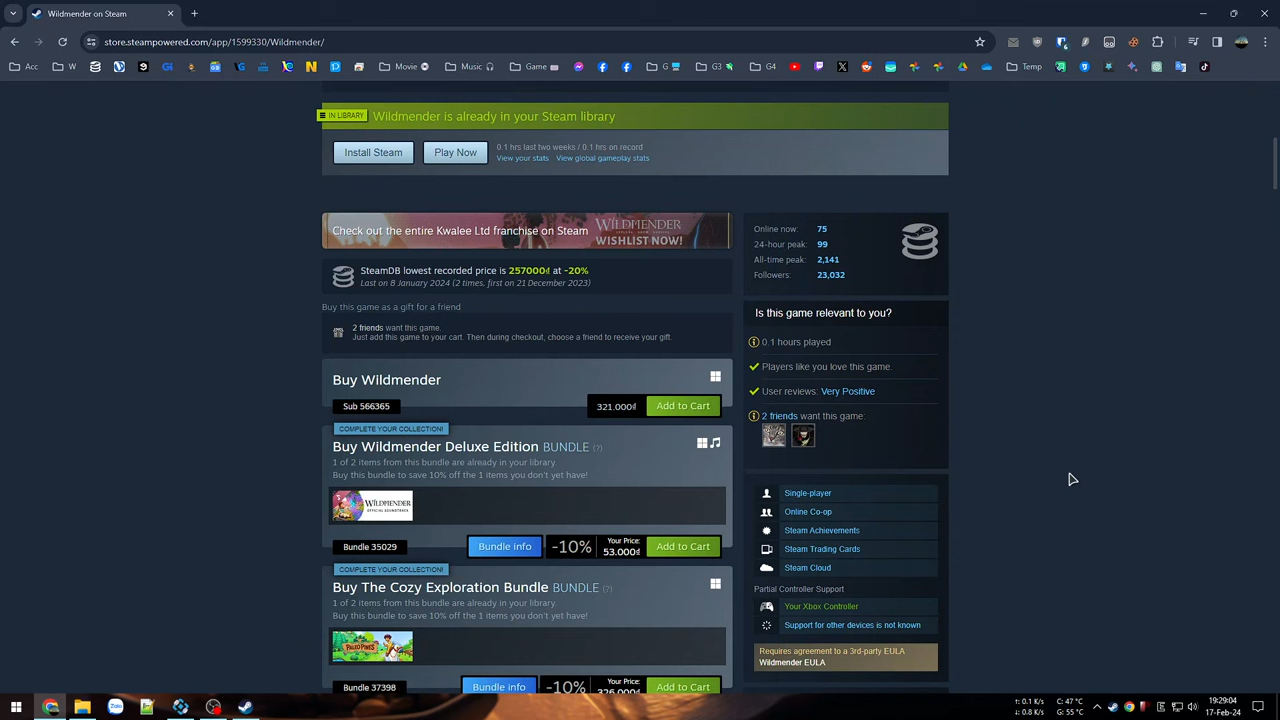 Wildmender on Steam
store.steampowered.com/app/1599330/Wildmender/
Acc
W
Movie
Music
Game
G
G3
G4
Temp
IN LIBRARY
Wildmender is already in your Steam library
Install Steam
Play Now
0.1 hrs last two weeks / 0.1 hrs on record
View your stats
View global gameplay stats
Check out the entire Kwalee Ltd franchise on Steam
WILDMENDER
WISHLIST NOW!
SteamDB lowest recorded price is 257000₫ at -20%
Last on 8 January 2024 (2 times, first on 21 December 2023)
Buy this game as a gift for a friend
2 friends want this game.
Just add this game to your cart. Then during checkout, choose a friend to receive your gift.
Buy Wildmender
Sub 566365
321.000₫
Add to Cart
COMPLETE YOUR COLLECTION!
Buy Wildmender Deluxe Edition BUNDLE (?)
1 of 2 items from this bundle are already in your library.
Buy this bundle to save 10% off the 1 items you don't yet have!
WILDMENDER
Bundle 35029
Bundle info
-10%
Your Price:
53.000₫
Add to Cart
COMPLETE YOUR COLLECTION!
Buy The Cozy Exploration Bundle BUNDLE (?)
1 of 2 items from this bundle are already in your library.
Buy this bundle to save 10% off the 1 items you don't yet have!
PALEO PINES
Bundle 37398
Bundle info
-10%
326.000₫
Add to Cart
Online now: 75
24-hour peak: 99
All-time peak: 2,141
Followers: 23,032
Is this game relevant to you?
0.1 hours played
Players like you love this game.
User reviews: Very Positive
2 friends want this game:
Single-player
Online Co-op
Steam Achievements
Steam Trading Cards
Steam Cloud
Partial Controller Support
Your Xbox Controller
Support for other devices is not known
Requires agreement to a 3rd-party EULA
Wildmender EULA
Zalo
↑: 0.1 K/s
↓: 0.8 K/s
C: 47 °C
G: 55 °C
19:29:04
17-Feb-24